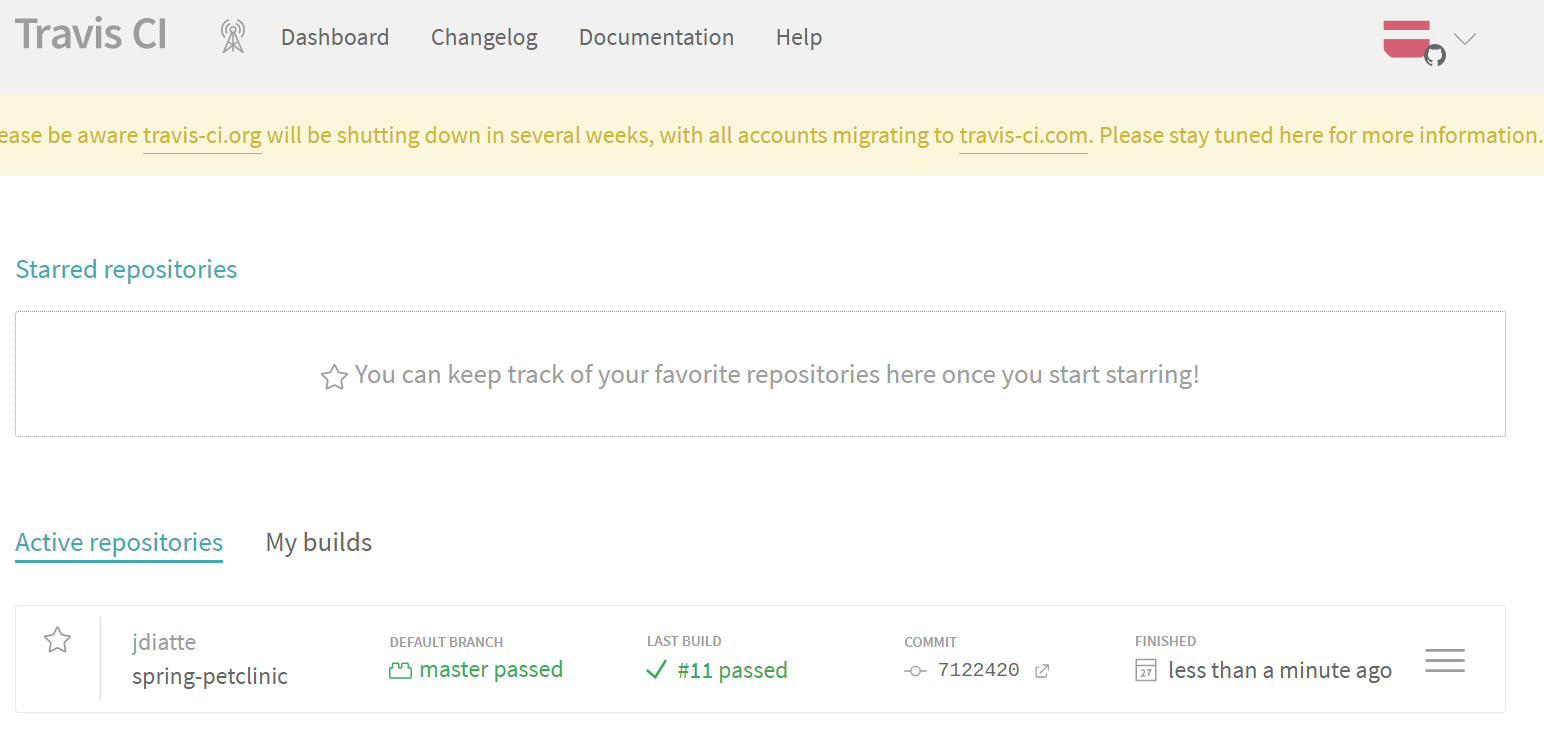 Travis CI Dashboard Changelog Documentation Help
ease be aware travis-ci.org will be shutting down in several weeks, with all accounts migrating to travis-ci.com. Please stay tuned here for more information.
Starred repositories
You can keep track of your favorite repositories here once you start starring!
Active repositories My builds
jdiatte DEFAULT BRANCH LAST BUILD COMMIT FINISHED
spring-petclinic master passed #11 passed 7122420 27 less than a minute ago